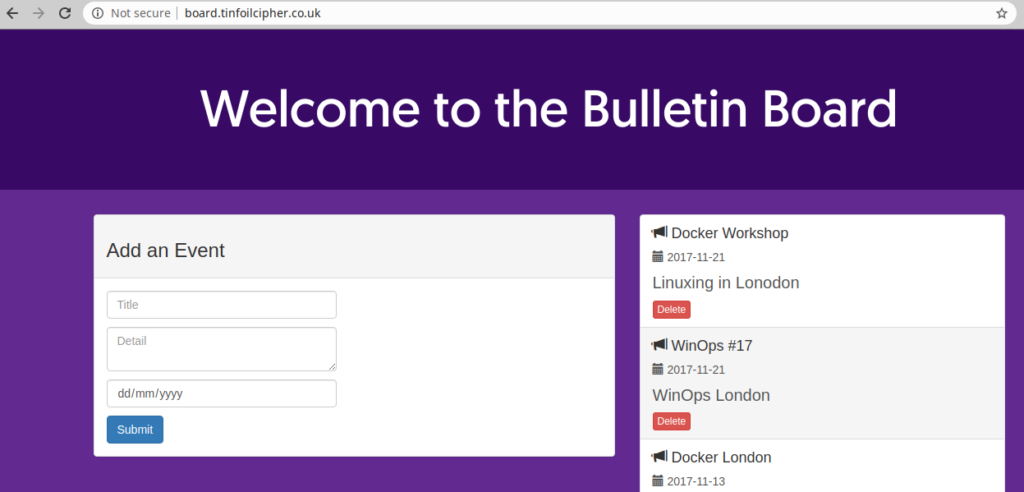 Not secure board.tinfoilcipher.co.uk
Welcome to the Bulletin Board
Add an Event
Title
Detail
dd/mm/yyyy
Submit
Docker Workshop
2017-11-21
Linuxing in Lonodon
Delete
WinOps #17
2017-11-21
WinOps London
Delete
Docker London
2017-11-13